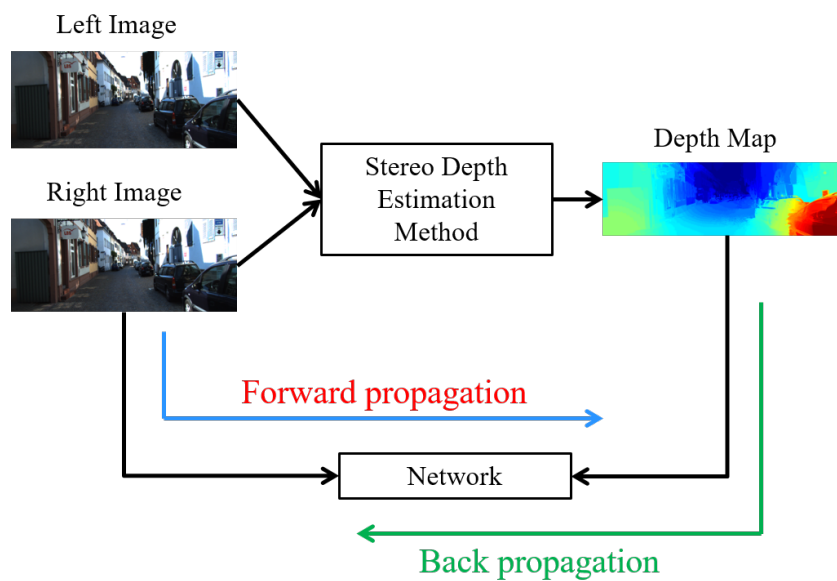 Left Image
Right Image
Stereo Depth
Estimation
Method
Depth Map
Forward propagation
Network
Back propagation